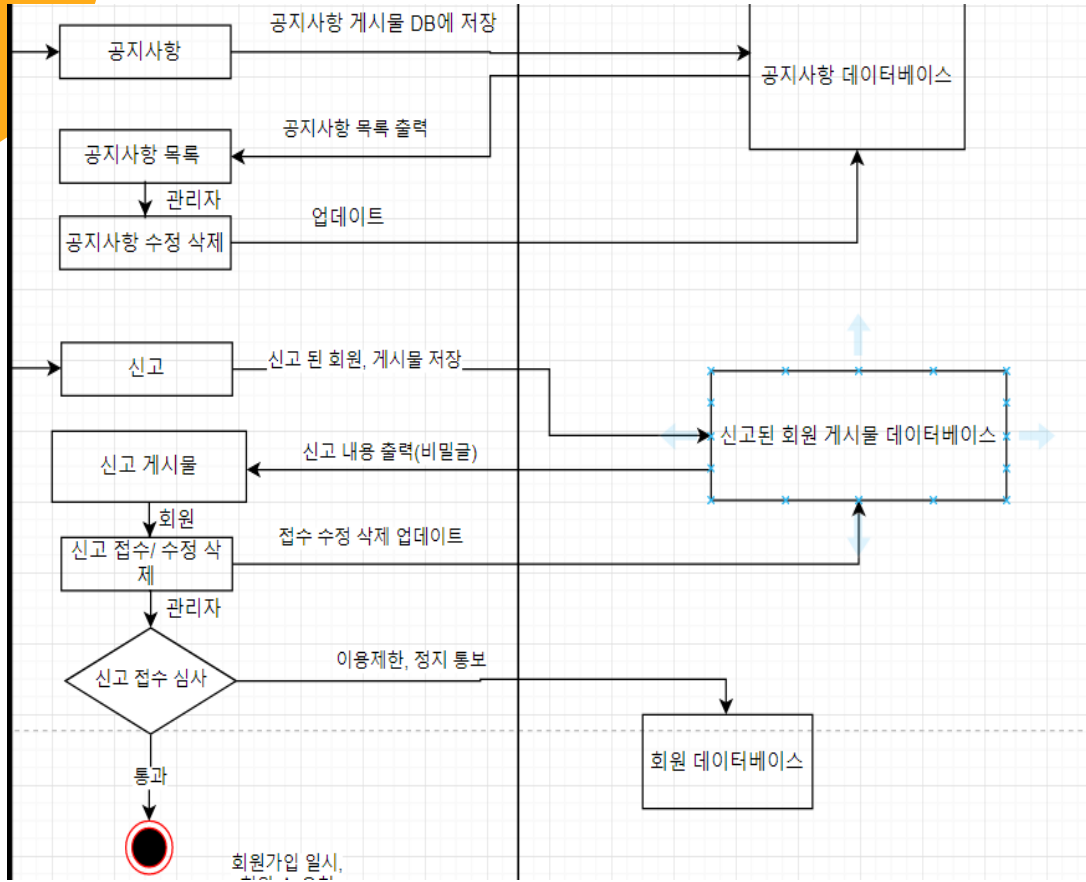 공지사항 게시물 DB에 저장
공지사항
공지사항 데이터베이스
공지사항 목록 출력
공지사항 목록
관리자
업데이트
공지사항 수정 삭제
신고 된 회원, 게시물 저장
신고
신고된 회원 게시물 데이터베이스
신고 내용 출력(비밀글)
신고 게시물
회원
접수 수정 삭제 업데이트
신고 접수/ 수정 삭
제
관리자
이용제한, 정지 통보
신고 접수 심사
회원 데이터베이스
통과
회원가입 일시,